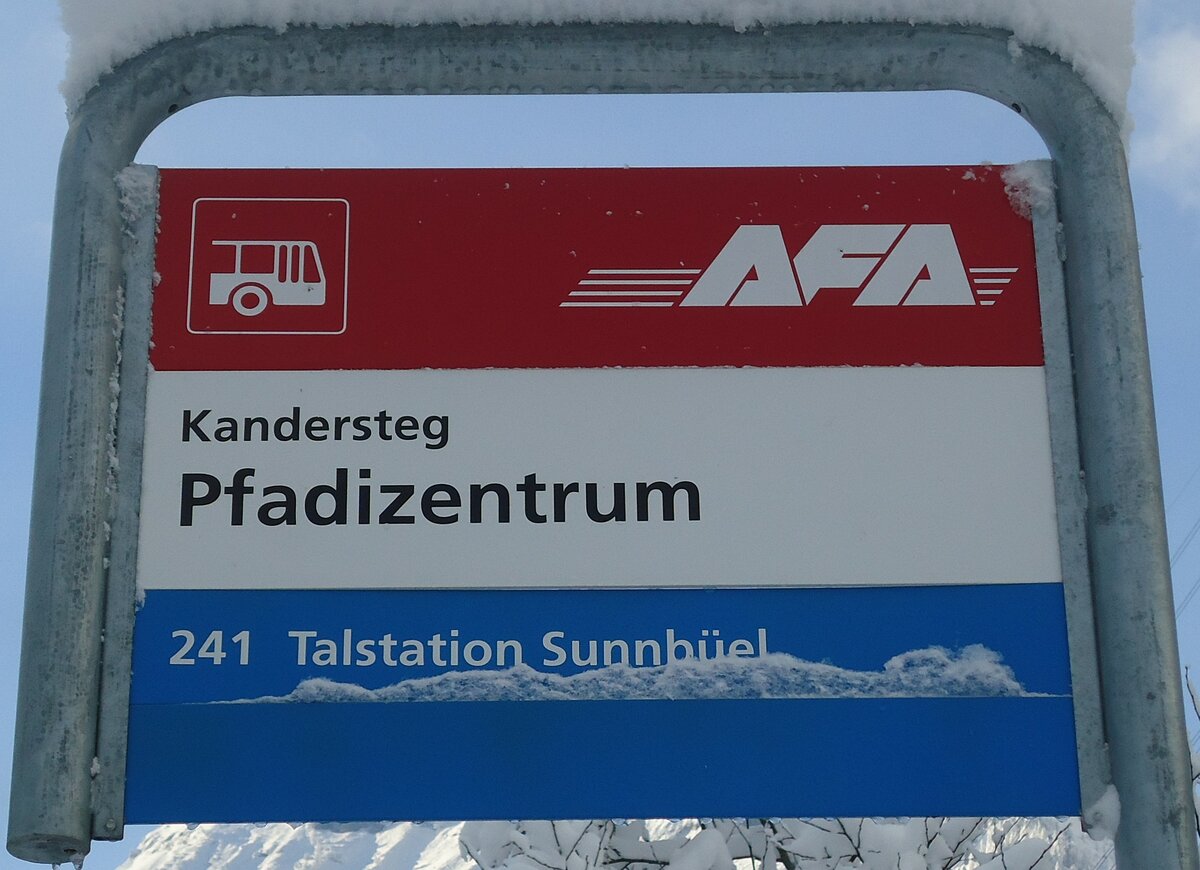 AFA
Kandersteg
Pfadizentrum
241 Talstation Sunnbüel